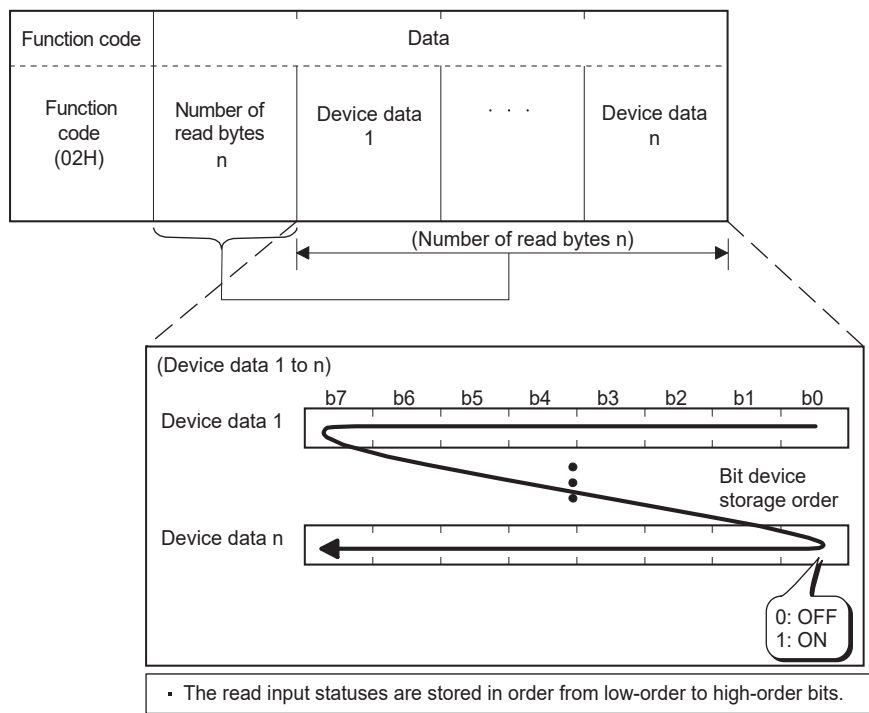 Function code Data
Function
code
(02H)
Number of
read bytes
n
Device data
1
· · ·
Device data
n
(Number of read bytes n)
(Device data 1 to n)
b7 b6 b5 b4 b3 b2 b1 b0
Device data 1
Bit device
storage order
Device data n
0: OFF
1: ON
· The read input statuses are stored in order from low-order to high-order bits.